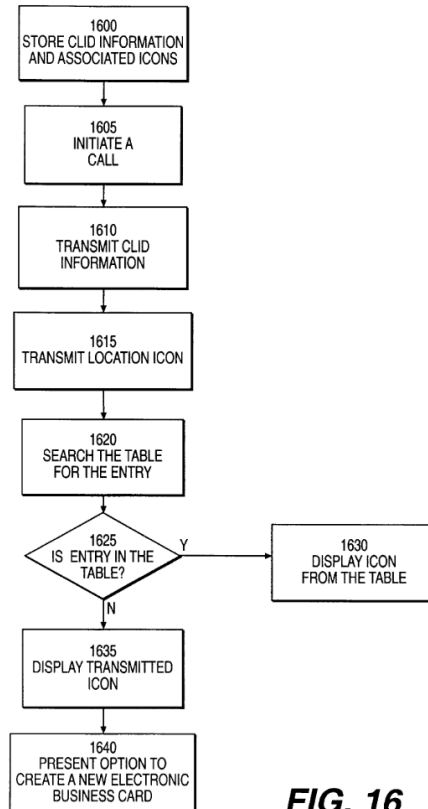 1600
STORE CLID INFORMATION
AND ASSOCIATED ICONS
1605
INITIATE A
CALL
1610
TRANSMIT CLID
INFORMATION
1615
TRANSMIT LOCATION ICON
1620
SEARCH THE TABLE
FOR THE ENTRY
1625
IS ENTRY IN THE
TABLE?
Y
1630
DISPLAY ICON
FROM THE TABLE
N
1635
DISPLAY TRANSMITTED
ICON
1640
PRESENT OPTION TO
CREATE A NEW ELECTRONIC
BUSINESS CARD
FIG. 16